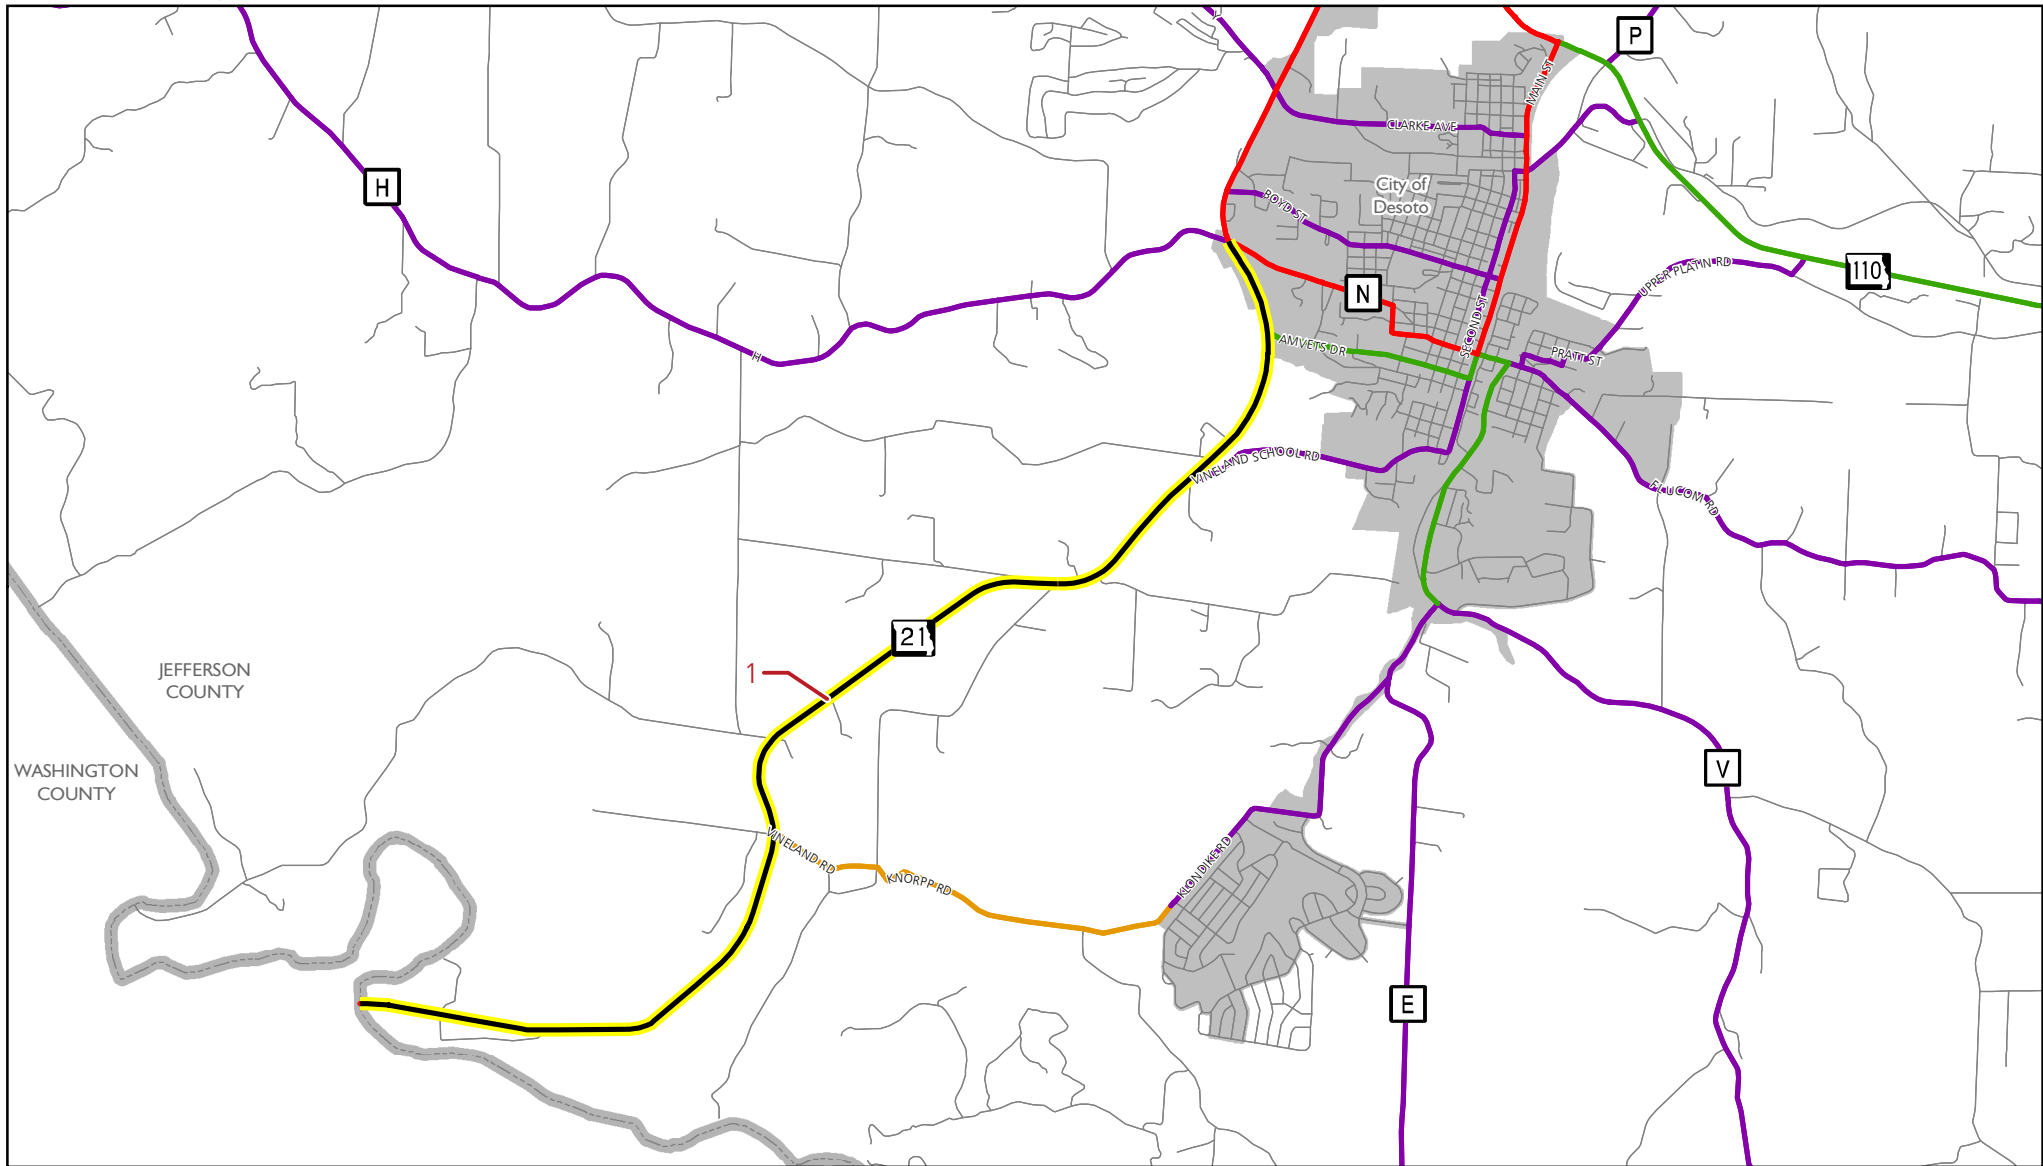 P
MAIN ST
CLARKE AVE
H
City of
Desoto
BOYD ST
UPPER PLATIN RD
110
N
SECOND ST
AMVETS DR
PRATT ST
H
VINELAND SCHOOL RD
FLUCOM RD
21
1
JEFFERSON
COUNTY
WASHINGTON
COUNTY
V
VINELAND RD
KNORPP RD
KLONDIKE RD
E